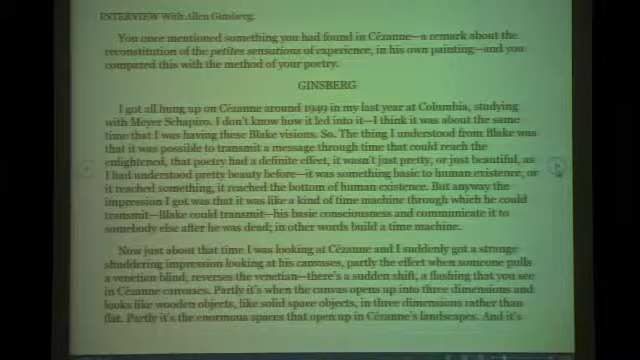 INTERVIEW With Allen Ginsberg:
You once mentioned something you had found in Cézanne—a remark about the
reconstitution of the petites sensations of experience, in his own painting—and you
compared this with the method of your poetry.
GINSBERG
I got all hung up on Cézanne around 1949 in my last year at Columbia, studying
with Meyer Schapiro. I don't know how it led into it—I think it was about the same
time that I was having these Blake visions. So. The thing I understood from Blake was
that it was possible to transmit a message through time that could reach the
enlightened, that poetry had a definite effect, it wasn't just pretty, or just beautiful, as
I had understood pretty beauty before—it was something basic to human existence, or
it reached something, it reached the bottom of human existence. But anyway the
impression I got was that it was like a kind of time machine through which he could
transmit—Blake could transmit—his basic consciousness and communicate it to
somebody else after he was dead; in other words build a time machine.
Now just about that time I was looking at Cézanne and I suddenly got a strange
shuddering impression looking at his canvases, partly the effect when someone pulls
a venetian blind, reverses the venetian—there's a sudden shift, a flashing that you see
in Cézanne canvases. Partly it's when the canvas opens up into three dimensions and
looks like wooden objects, like solid space objects, in three dimensions rather than
flat. Partly it's the enormous spaces that open up in Cézanne's landscapes. And it's